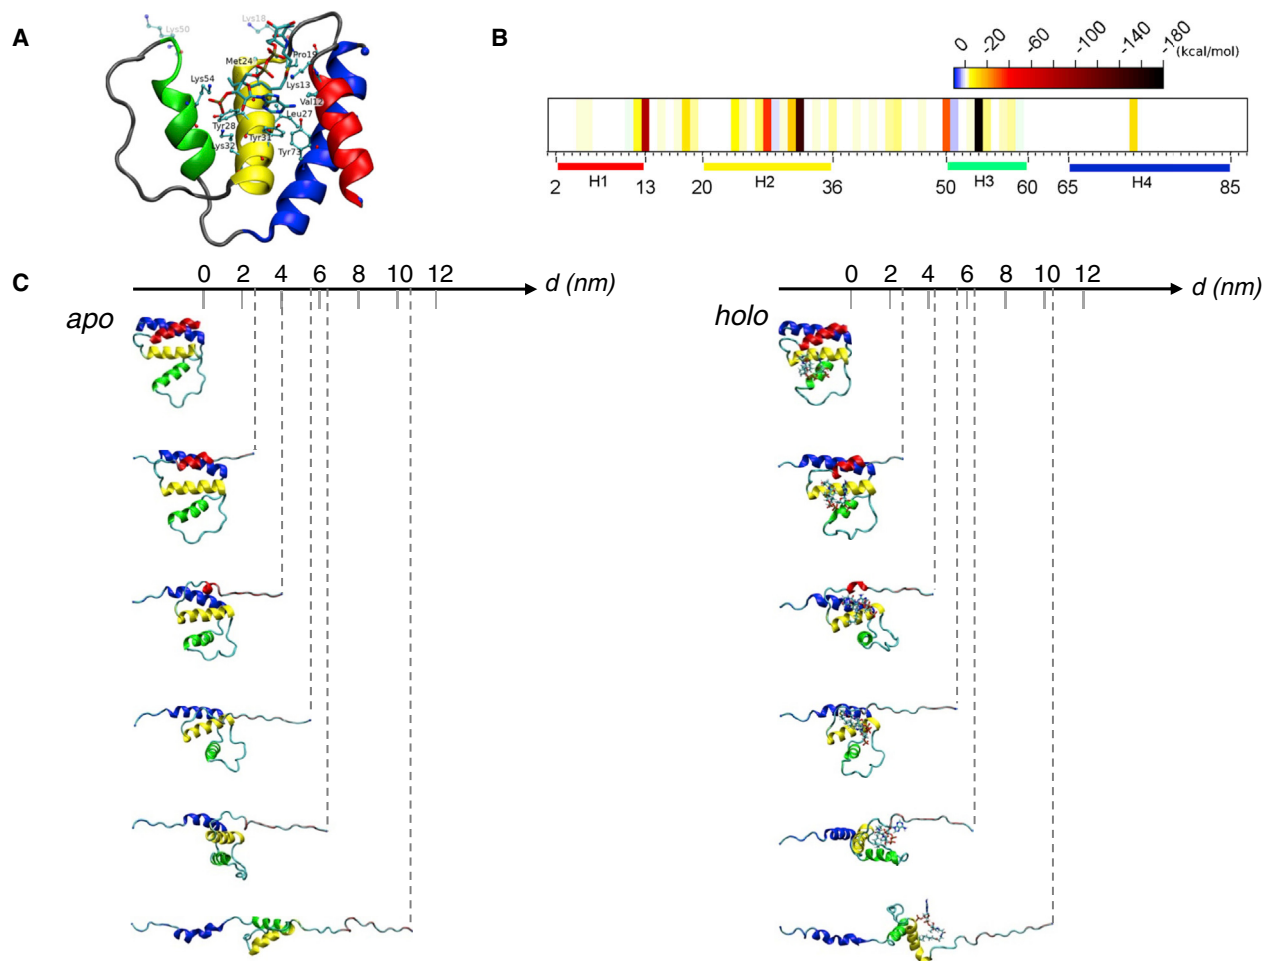 A
Lys50
Lys18
Met24
Pro19
Lys54
Lys13
Val12
Leu27
Tyr28
Tyr31
Lys32
Tyr73
B
0 -20 -60 -100 -140 -180
(kcal/mol)
H1 H2 H3 H4
2 13 20 36 50 60 65 85
C
0 2 4 6 8 10 12
d (nm)
apo
0 2 4 6 8 10 12
d (nm)
holo